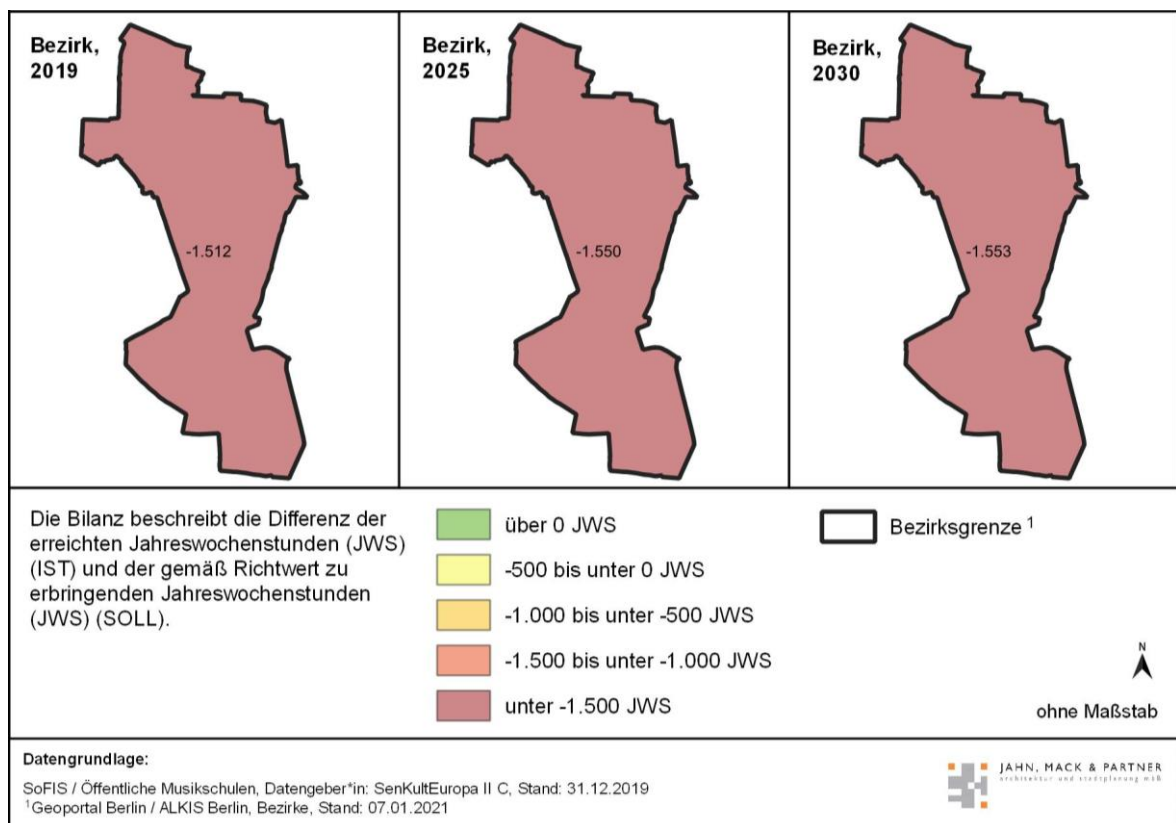 Bezirk,
2019
-1.512
Bezirk,
2025
-1.550
Bezirk,
2030
-1.553
Die Bilanz beschreibt die Differenz der
erreichten Jahreswochenstunden (JWS)
(IST) und der gemäß Richtwert zu
erbringenden Jahreswochenstunden
(JWS) (SOLL).
über 0 JWS
-500 bis unter 0 JWS
-1.000 bis unter -500 JWS
-1.500 bis unter -1.000 JWS
unter -1.500 JWS
Bezirksgrenze ¹
N
ohne Maßstab
Datengrundlage:
SoFIS / Öffentliche Musikschulen, Datengeber*in: SenKultEuropa II C, Stand: 31.12.2019
¹Geoportal Berlin / ALKIS Berlin, Bezirke, Stand: 07.01.2021
JAHN, MACK & PARTNER
architektur und stadtplanung mbB